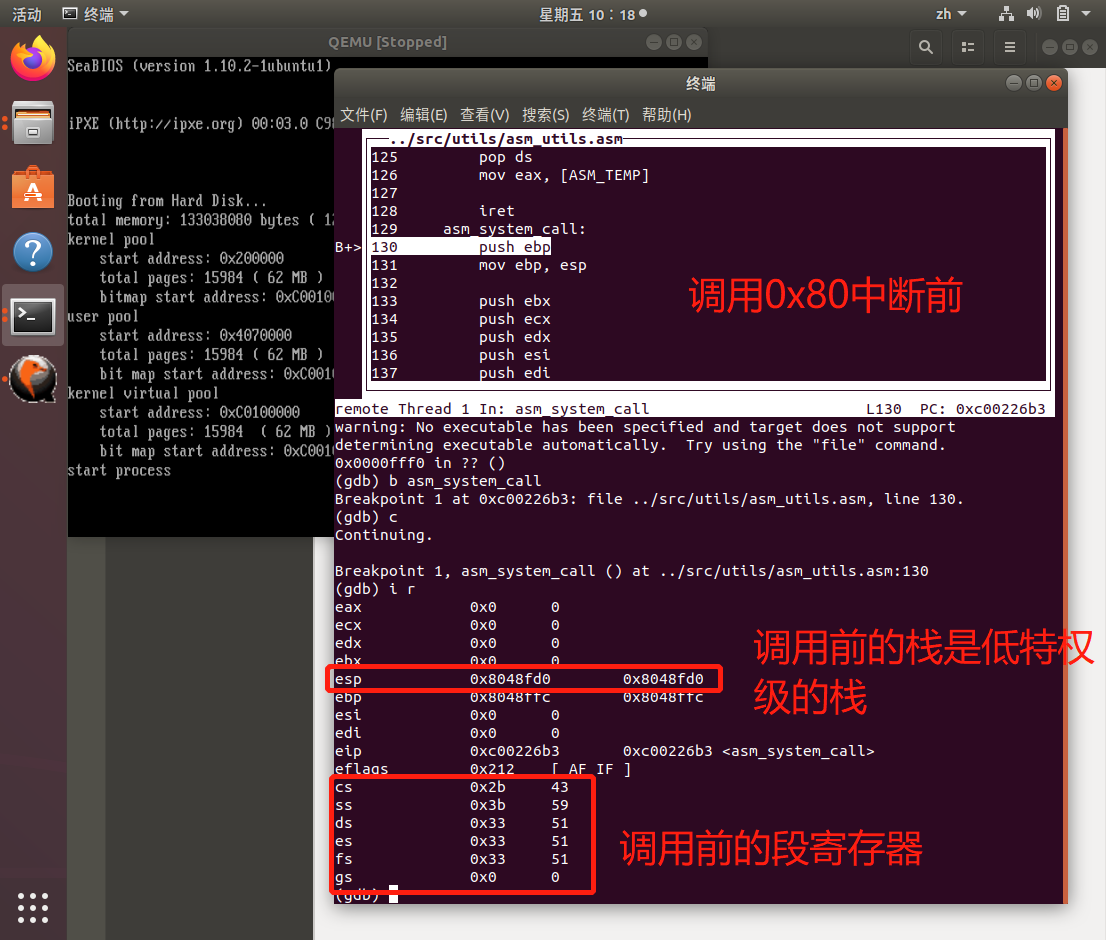 活动
终端
星期五 10：18
zh
QEMU [Stopped]
SeaBIOS (version 1.10.2-1ubuntu1)
iPXE (http://ipxe.org) 00:03.0 C9
Booting from Hard Disk...
total memory: 133038080 bytes ( 12
kernel pool
start address: 0x200000
total pages: 15984 ( 62 MB )
bitmap start address: 0xC0010
user pool
start address: 0x4070000
total pages: 15984 ( 62 MB )
bit map start address: 0xC001
kernel virtual pool
start address: 0xC0100000
total pages: 15984  ( 62 MB )
bit map start address: 0xC001
start process
终端
文件(F) 编辑(E) 查看(V) 搜索(S) 终端(T) 帮助(H)
../src/utils/asm_utils.asm
125 pop ds
126 mov eax, [ASM_TEMP]
127
128 iret
129 asm_system_call:
B+> 130 push ebp
131 mov ebp, esp
132
133 push ebx
134 push ecx
135 push edx
136 push esi
137 push edi
调用0x80中断前
remote Thread 1 In: asm_system_call L130 PC: 0xc00226b3
warning: No executable has been specified and target does not support
determining executable automatically.  Try using the "file" command.
0x0000fff0 in ?? ()
(gdb) b asm_system_call
Breakpoint 1 at 0xc00226b3: file ../src/utils/asm_utils.asm, line 130.
(gdb) c
Continuing.
Breakpoint 1, asm_system_call () at ../src/utils/asm_utils.asm:130
(gdb) i r
eax 0x0 0
ecx 0x0 0
edx 0x0 0
ebx 0x0 0
esp 0x8048fd0 0x8048fd0
ebp 0x8048ffc 0x8048ffc
esi 0x0 0
edi 0x0 0
eip 0xc00226b3 0xc00226b3 <asm_system_call>
eflags 0x212 [ AF IF ]
cs 0x2b 43
ss 0x3b 59
ds 0x33 51
es 0x33 51
fs 0x33 51
gs 0x0 0
(gdb)
调用前的栈是低特权
级的栈
调用前的段寄存器